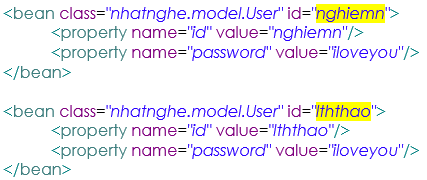 <bean class="nhatnghe.model.User" id="nghiemn">
<property name="id" value="nghiemn"/>
<property name="password" value="iloveyou"/>
</bean>
<bean class="nhatnghe.model.User" id="lththao">
<property name="id" value="lththao"/>
<property name="password" value="iloveyou"/>
</bean>